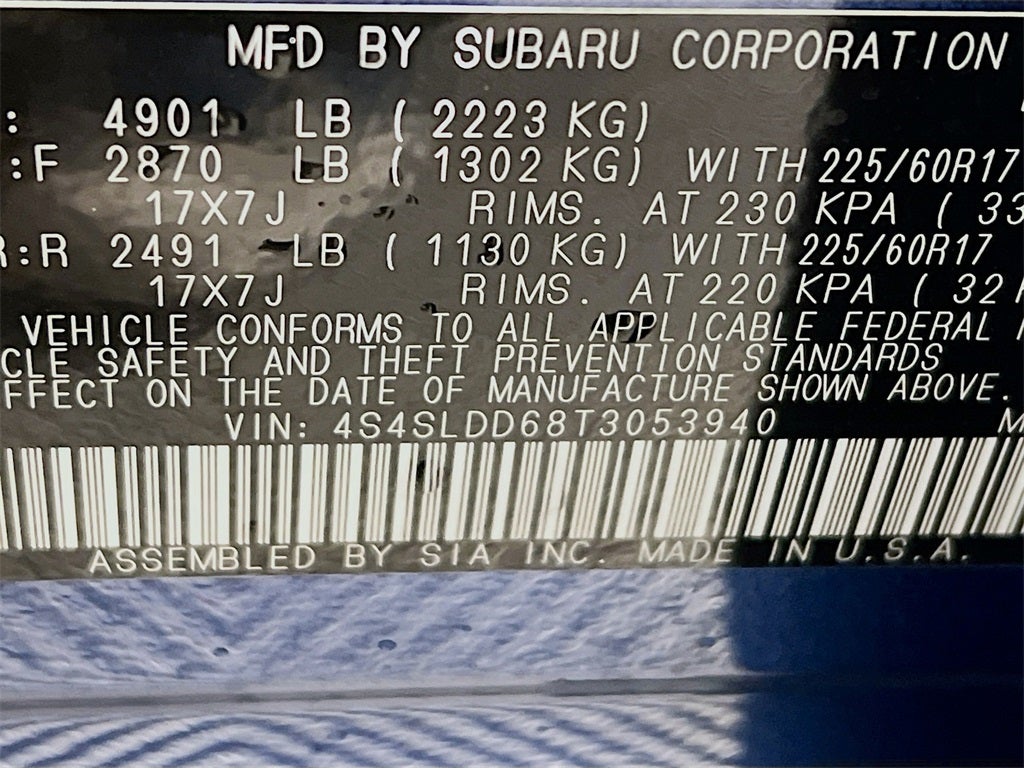 MFD BY SUBARU CORPORATION
: 4901 LB ( 2223 KG)
:F 2870 LB ( 1302 KG) WITH 225/60R17
17X7J RIMS. AT 230 KPA ( 33
R:R 2491 LB ( 1130 KG) WITH 225/60R17
17X7J RIMS. AT 220 KPA ( 32
VEHICLE CONFORMS TO ALL APPLICABLE FEDERAL
CLE SAFETY AND THEFT PREVENTION STANDARDS
FFECT ON THE DATE OF MANUFACTURE SHOWN ABOVE.
VIN: 4S4SLDD68T3053940 M
ASSEMBLED BY SIA INC. MADE IN U.S.A.